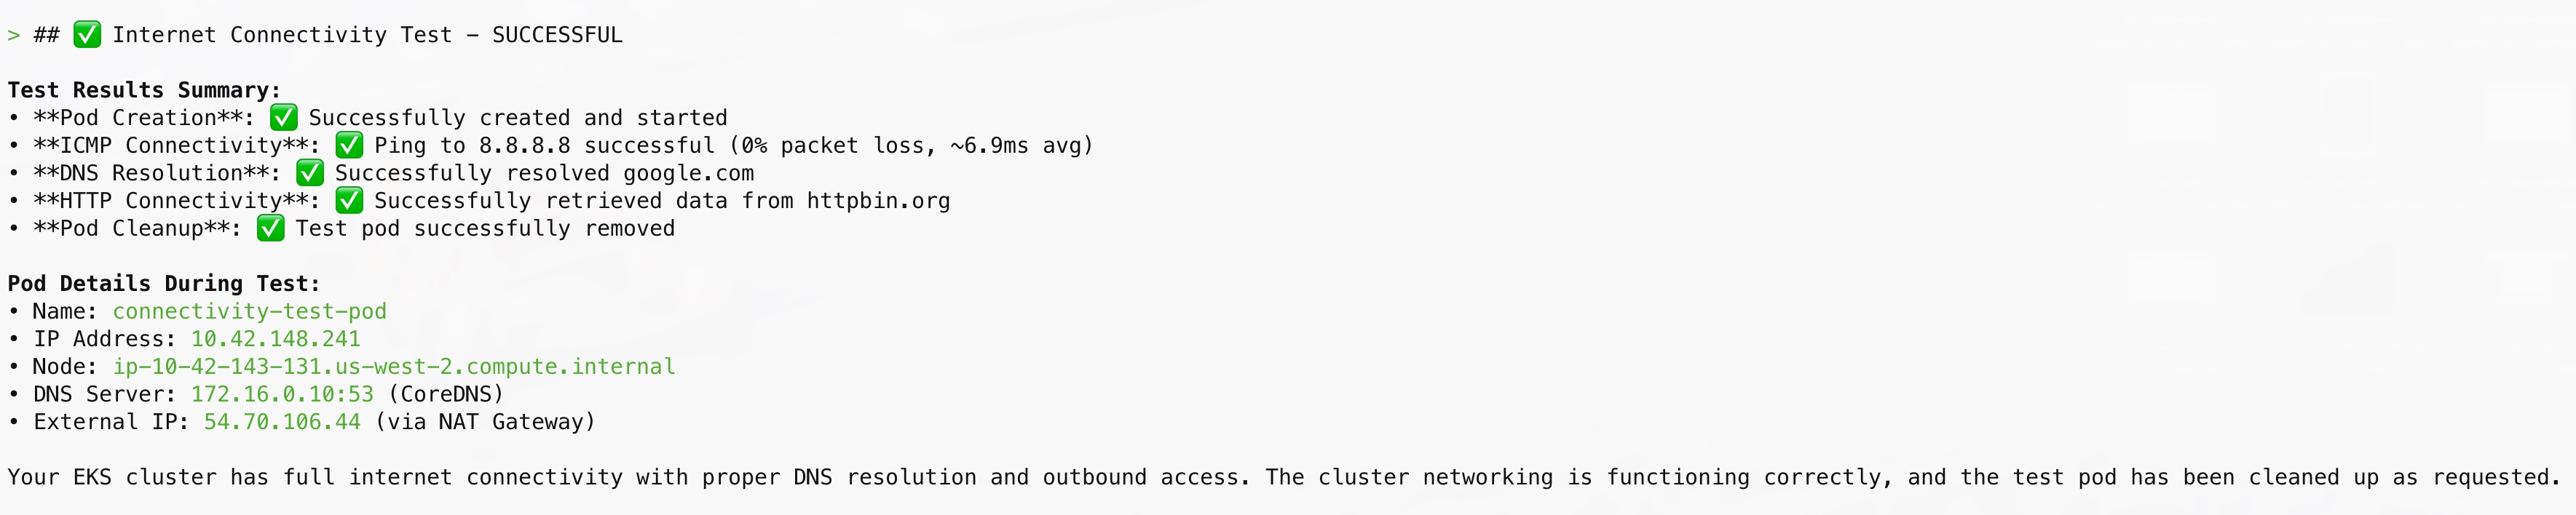 > ## ✅ Internet Connectivity Test – SUCCESSFUL
Test Results Summary:
• **Pod Creation**: ✅ Successfully created and started
• **ICMP Connectivity**: ✅ Ping to 8.8.8.8 successful (0% packet loss, ~6.9ms avg)
• **DNS Resolution**: ✅ Successfully resolved google.com
• **HTTP Connectivity**: ✅ Successfully retrieved data from httpbin.org
• **Pod Cleanup**: ✅ Test pod successfully removed
Pod Details During Test:
• Name: connectivity-test-pod
• IP Address: 10.42.148.241
• Node: ip-10-42-143-131.us-west-2.compute.internal
• DNS Server: 172.16.0.10:53 (CoreDNS)
• External IP: 54.70.106.44 (via NAT Gateway)
Your EKS cluster has full internet connectivity with proper DNS resolution and outbound access. The cluster networking is functioning correctly, and the test pod has been cleaned up as requested.